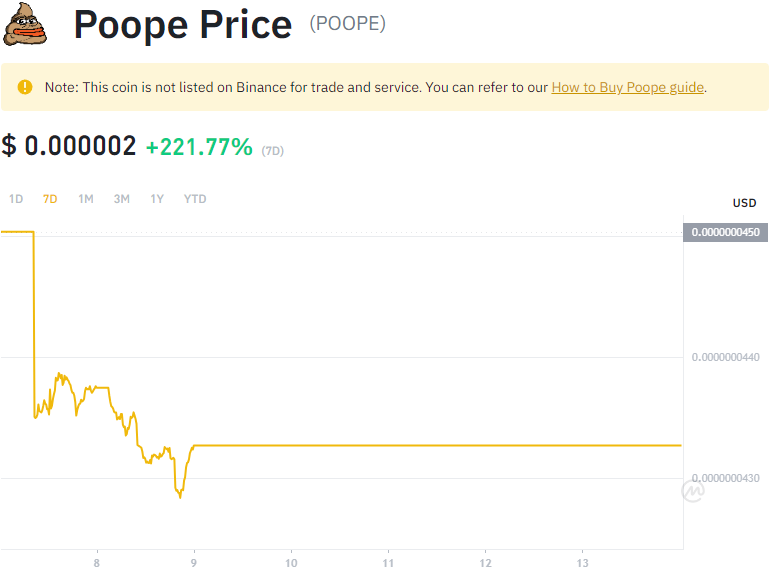 Poope Price (POOPE)
Note: This coin is not listed on Binance for trade and service. You can refer to our How to Buy Poope guide.
$ 0.000002 +221.77% (7D)
1D 7D 1M 3M 1Y YTD
USD
0.0000000450
0.0000000440
0.0000000430
8 9 10 11 12 13